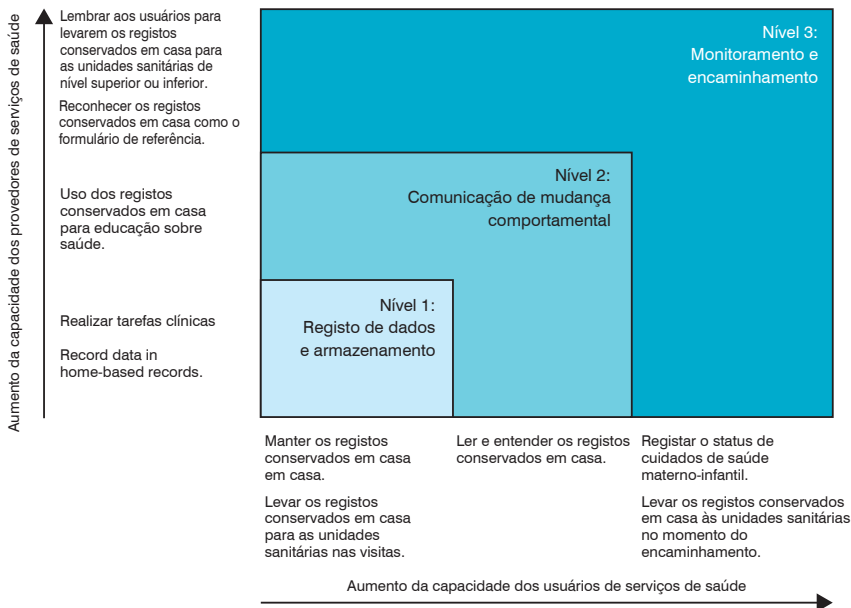 Aumento da capacidade dos provedores de serviços de saúde
Lembrar aos usuários para
levarem os registos
conservados em casa para
as unidades sanitárias de
nível superior ou inferior.
Reconhecer os registos
conservados em casa como o
formulário de referência.
Uso dos registos
conservados em casa
para educação sobre
saúde.
Realizar tarefas clínicas
Record data in
home-based records.
Nível 3:
Monitoramento e
encaminhamento
Nível 2:
Comunicação de mudança
comportamental
Nível 1:
Registo de dados
e armazenamento
Manter os registos
conservados em casa
em casa.
Levar os registos
conservados em casa
para as unidades
sanitárias nas visitas.
Ler e entender os registos
conservados em casa.
Registar o status de
cuidados de saúde
materno-infantil.
Levar os registos conservados
em casa às unidades sanitárias
no momento do
encaminhamento.
Aumento da capacidade dos usuários de serviços de saúde